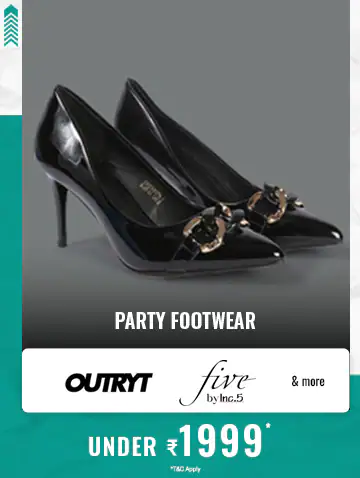 PARTY FOOTWEAR
OUTRYT
five
by Inc.5
& more
UNDER ₹1999*
*T&C Apply